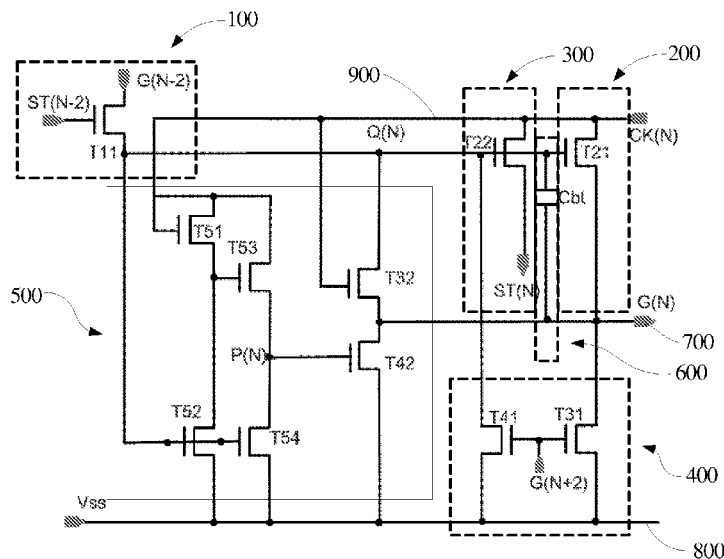 100
300
200
G(N-2)
900
ST(N-2)
Q(N)
CK(N)
T11
T22
T21
Cbt
T51
T53
T32
ST(N)
G(N)
500
700
P(N)
T42
600
T52
T54
T41
T31
G(N+2)
400
Vss
800